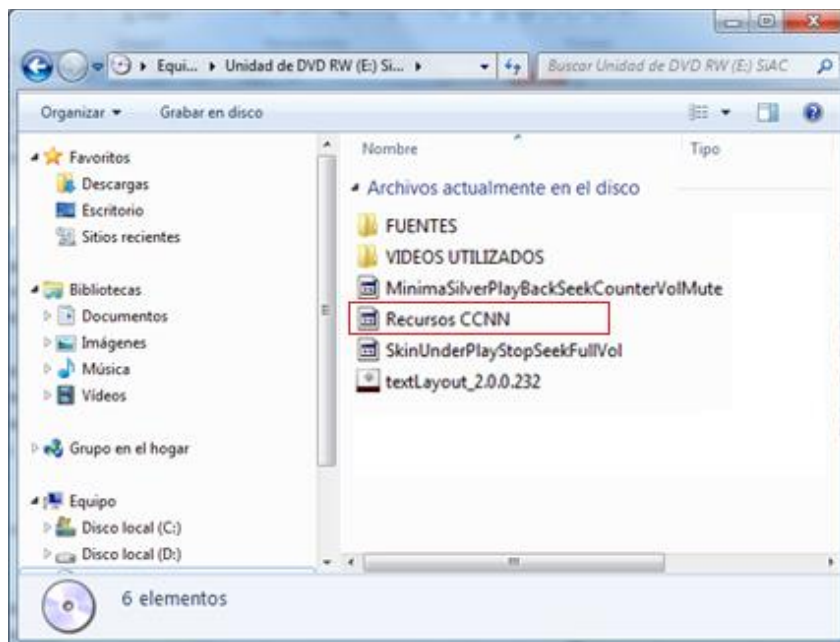 Equi... Unidad de DVD RW (E:) Si... Buscar Unidad de DVD RW (E:) SiAC
Organizar Grabar en disco
Favoritos
Descargas
Escritorio
Sitios recientes
Bibliotecas
Documentos
Imágenes
Música
Vídeos
Grupo en el hogar
Equipo
Disco local (C:)
Disco local (D:)
Nombre Tipo
Archivos actualmente en el disco
FUENTES
VIDEOS UTILIZADOS
MinimaSilverPlayBackSeekCounterVolMute
Recursos CCNN
SkinUnderPlayStopSeekFullVol
textLayout_2.0.0.232
6 elementos